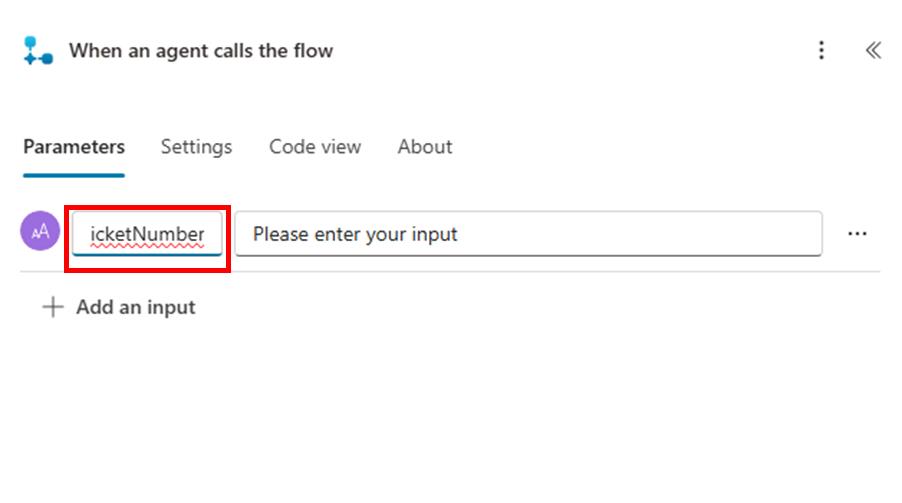 When an agent calls the flow
Parameters Settings Code view About
AA icketNumber Please enter your input
Add an input